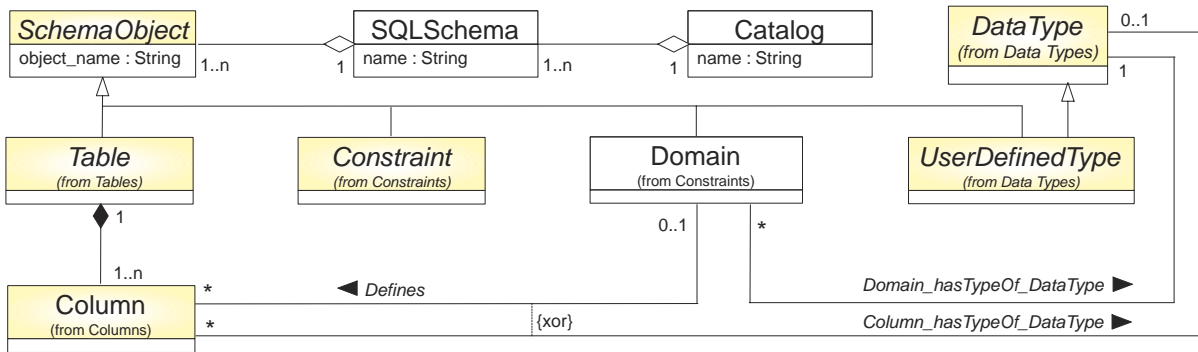 SchemaObject
object_name : String
1..n
1
SQLSchema
name : String
1..n
1
Catalog
name : String
DataType
(from Data Types)
0..1
1
Table
(from Tables)
Constraint
(from Constraints)
Domain
(from Constraints)
UserDefinedType
(from Data Types)
1
0..1
*
1..n
Column
(from Columns)
*
Defines
Domain_hasTypeOf_DataType
*
{xor}
Column_hasTypeOf_DataType